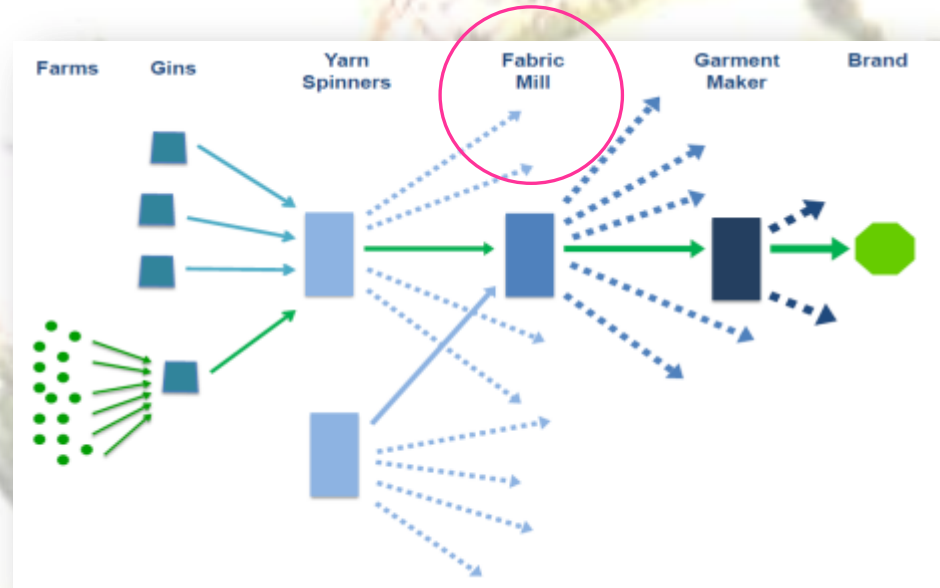 Farms
Gins
Yarn
Spinners
Fabric
Mill
Garment
Maker
Brand